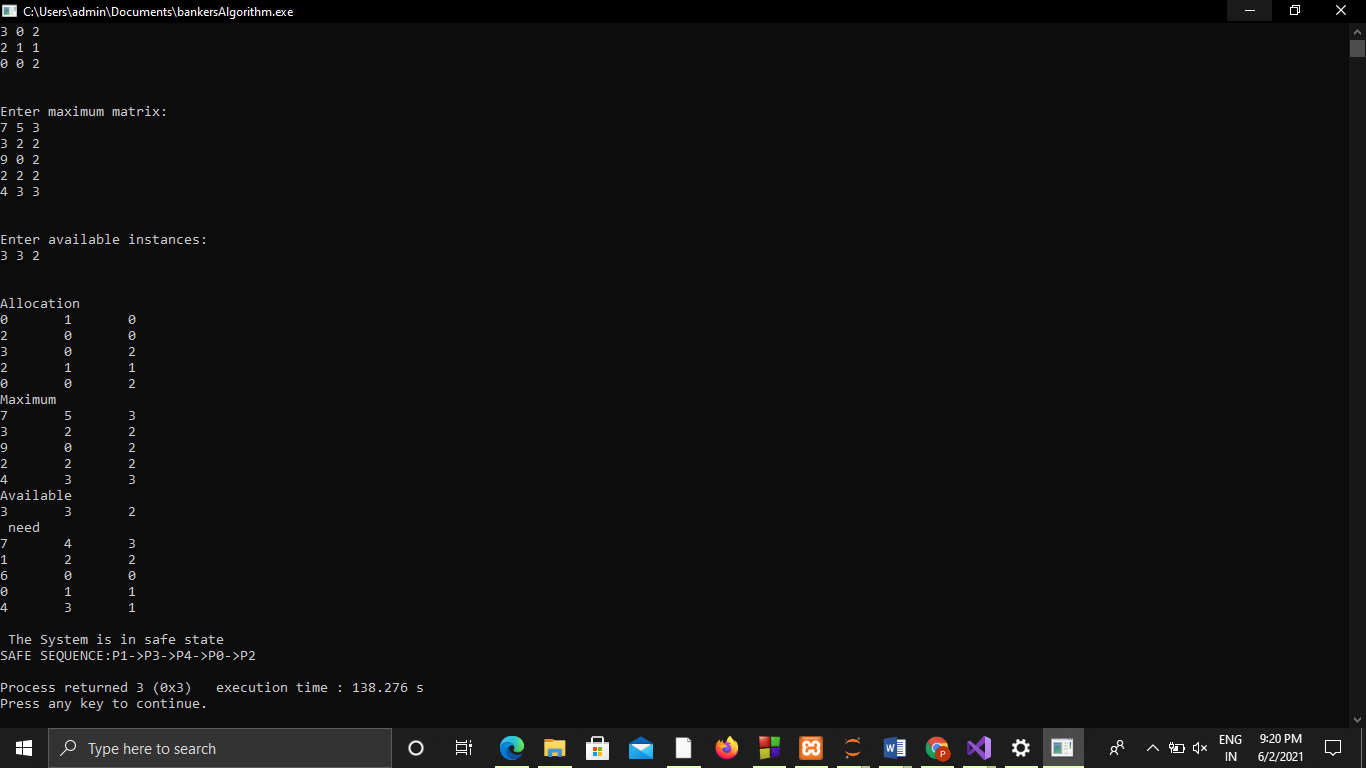 C:\Users\admin\Documents\bankersAlgorithm.exe
3 0 2
2 1 1
0 0 2
Enter maximum matrix:
7 5 3
3 2 2
9 0 2
2 2 2
4 3 3
Enter available instances:
3 3 2
Allocation
0 1 0
2 0 0
3 0 2
2 1 1
0 0 2
Maximum
7 5 3
3 2 2
9 0 2
2 2 2
4 3 3
Available
3 3 2
need
7 4 3
1 2 2
6 0 0
0 1 1
4 3 1
The System is in safe state
SAFE SEQUENCE:P1->P3->P4->P0->P2
Process returned 3 (0x3)   execution time : 138.276 s
Press any key to continue.
Type here to search
W
P
ENG
IN
9:20 PM
6/2/2021